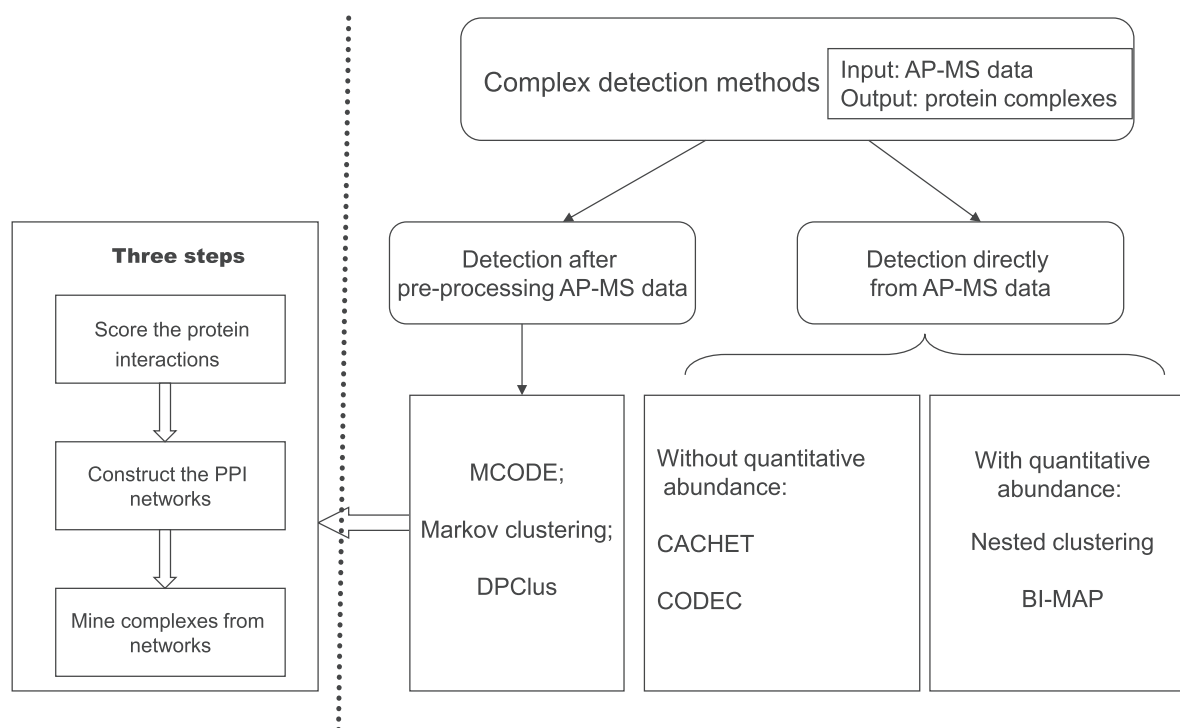 Complex detection methods
Input: AP-MS data
Output: protein complexes
Three steps
Score the protein
interactions
Construct the PPI
networks
Mine complexes from
networks
Detection after
pre-processing AP-MS data
Detection directly
from AP-MS data
MCODE;
Markov clustering;
DPClus
Without quantitative
abundance:
CACHET
CODEC
With quantitative
abundance:
Nested clustering
BI-MAP